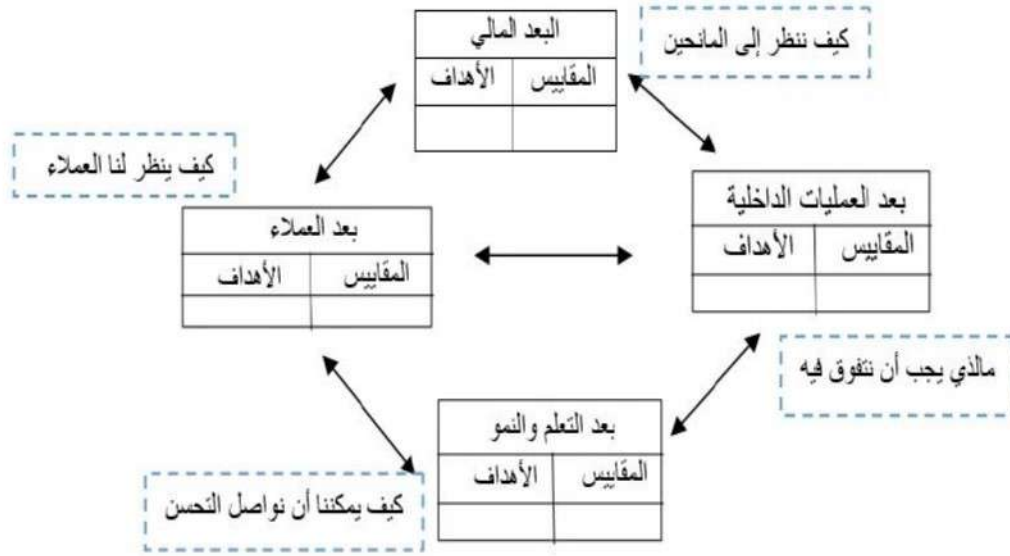 البعد المالي
الأهداف
المقاييس
كيف ننظر إلى المانحين
كيف ينظر لنا العملاء
بعد العملاء
الأهداف
المقاييس
بعد العمليات الداخلية
الأهداف
المقاييس
مالذي يجب أن نتفوق فيه
بعد التعلم والنمو
الأهداف
المقاييس
كيف يمكننا أن نواصل التحسن